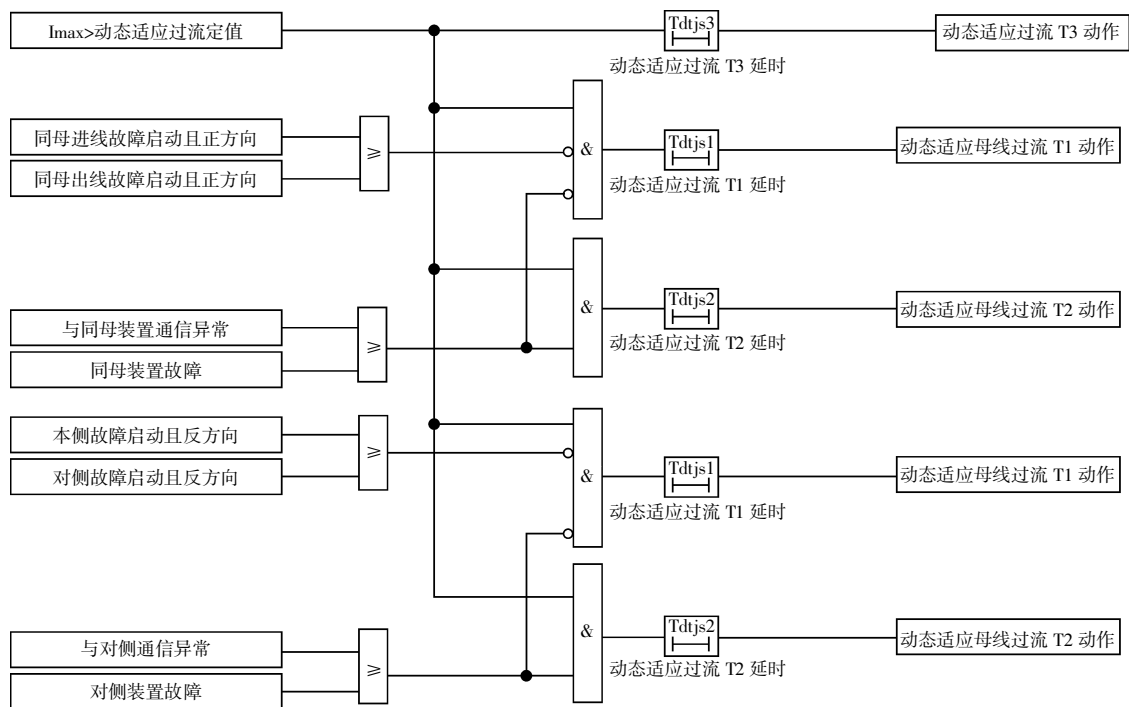 Imax>动态适应过流定值
Tdtjs3
动态适应过流 T3 动作
动态适应过流 T3 延时
同母进线故障启动且正方向
≥
&
Tdtjs1
动态适应母线过流 T1 动作
同母出线故障启动且正方向
动态适应过流 T1 延时
与同母装置通信异常
≥
&
Tdtjs2
动态适应母线过流 T2 动作
同母装置故障
动态适应过流 T2 延时
本侧故障启动且反方向
≥
&
Tdtjs1
动态适应母线过流 T1 动作
对侧故障启动且反方向
动态适应过流 T1 延时
与对侧通信异常
≥
&
Tdtjs2
动态适应母线过流 T2 动作
对侧装置故障
动态适应过流 T2 延时